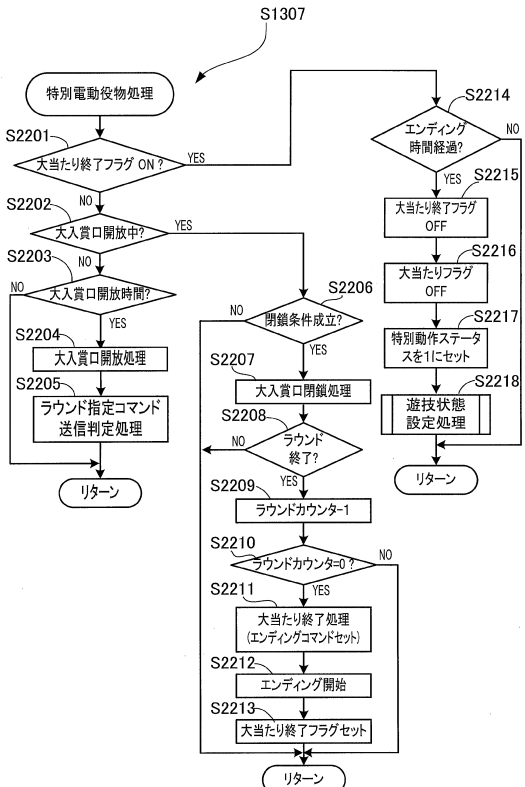 S1307
特別電動役物処理
S2201
大当たり終了フラグ ON？
YES
NO
S2202
大入賞口開放中？
YES
NO
S2203
大入賞口開放時間？
NO
YES
S2204
大入賞口開放処理
S2205
ラウンド指定コマンド
送信判定処理
リターン
S2206
閉鎖条件成立？
NO
YES
S2207
大入賞口閉鎖処理
S2208
ラウンド
終了？
NO
YES
S2209
ラウンドカウンタ-1
S2210
ラウンドカウンタ=0？
NO
YES
S2211
大当たり終了処理
(エンディングコマンドセット)
S2212
エンディング開始
S2213
大当たり終了フラグセット
リターン
S2214
エンディング
時間経過？
NO
YES
S2215
大当たり終了フラグ
OFF
S2216
大当たりフラグ
OFF
S2217
特別動作ステータ
スを1にセット
S2218
遊技状態
設定処理
リターン